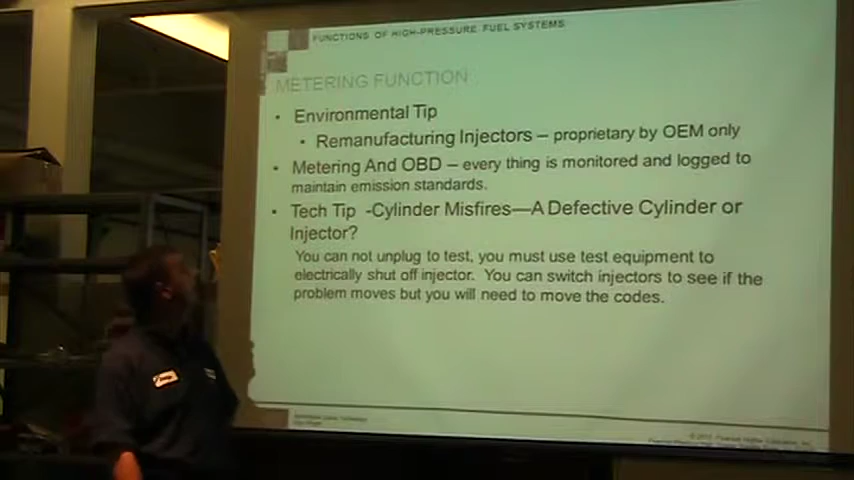 FUNCTIONS OF HIGH-PRESSURE FUEL SYSTEMS
METERING FUNCTION
• Environmental Tip
• Remanufacturing Injectors – proprietary by OEM only
• Metering And OBD – every thing is monitored and logged to
maintain emission standards.
• Tech Tip -Cylinder Misfires—A Defective Cylinder or
Injector?
You can not unplug to test, you must use test equipment to
electrically shut off injector. You can switch injectors to see if the
problem moves but you will need to move the codes.